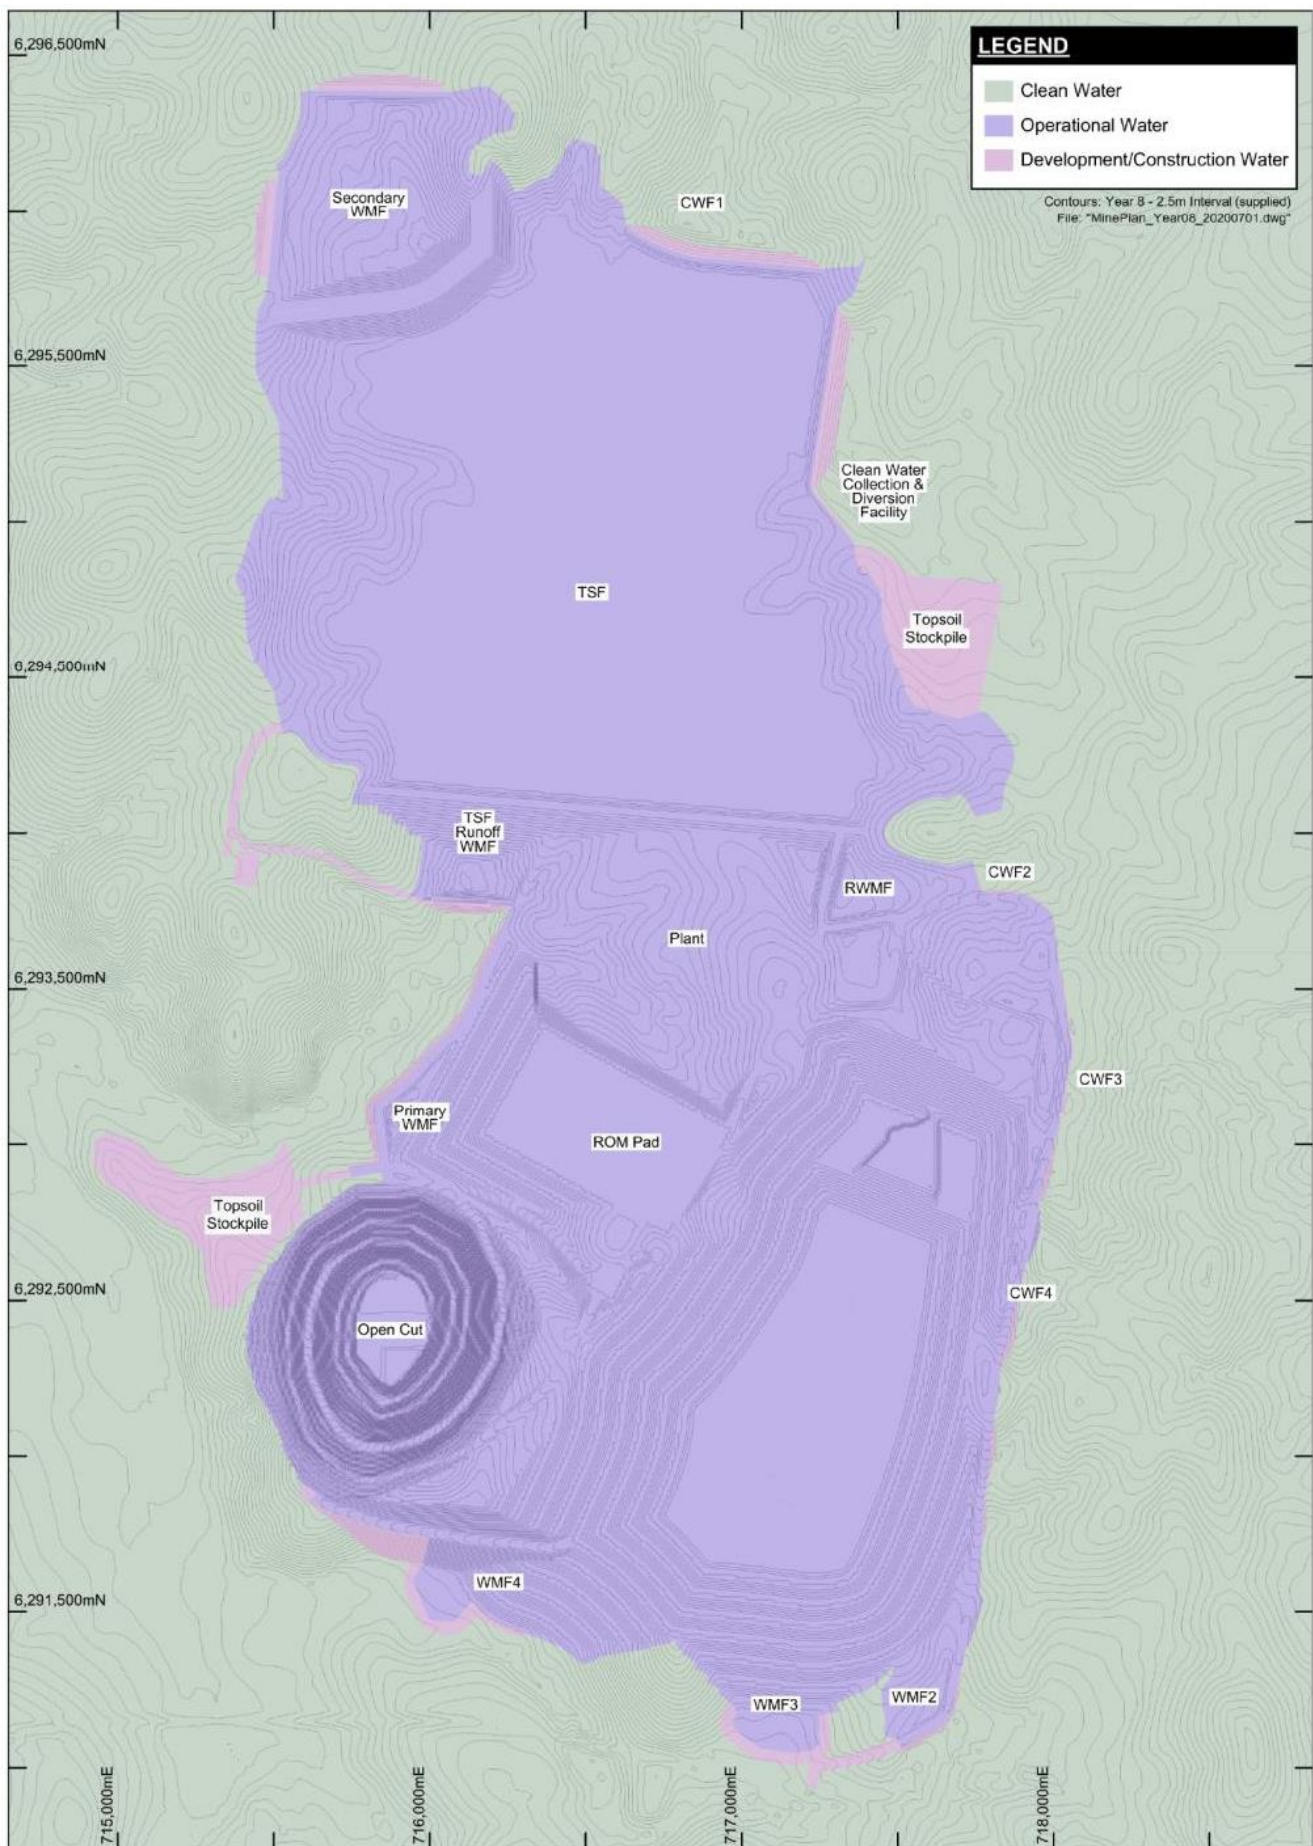 6,296,500mN
LEGEND
Clean Water
Operational Water
Development/Construction Water
Contours: Year 8 - 2.5m Interval (supplied)
File: "MinePlan_Year08_20200701.dwg"
Secondary
WMF
CWF1
6,295,500mN
Clean Water
Collection &
Diversion
Facility
TSF
Topsoil
Stockpile
6,294,500mN
TSF
Runoff
WMF
CWF2
RWMF
Plant
6,293,500mN
CWF3
Primary
WMF
ROM Pad
Topsoil
Stockpile
6,292,500mN
CWF4
Open Cut
WMF4
6,291,500mN
WMF3
WMF2
715,000mE
716,000mE
717,000mE
718,000mE